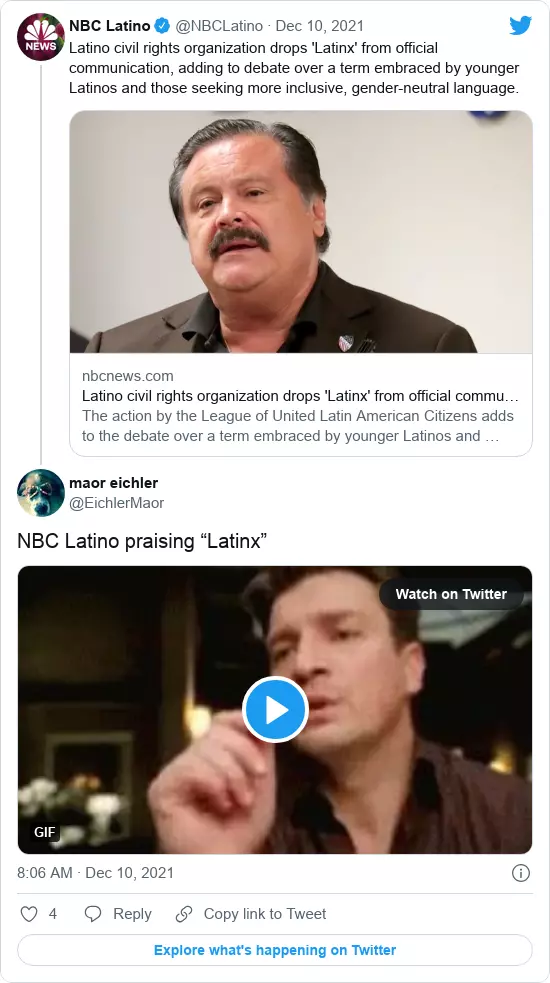 NBC Latino @NBCLatino · Dec 10, 2021
NEWS
Latino civil rights organization drops 'Latinx' from official
communication, adding to debate over a term embraced by younger
Latinos and those seeking more inclusive, gender-neutral language.
nbcnews.com
Latino civil rights organization drops 'Latinx' from official commu…
The action by the League of United Latin American Citizens adds
to the debate over a term embraced by younger Latinos and …
maor eichler
@EichlerMaor
NBC Latino praising “Latinx”
Watch on Twitter
GIF
8:06 AM · Dec 10, 2021
4 Reply Copy link to Tweet
Explore what's happening on Twitter